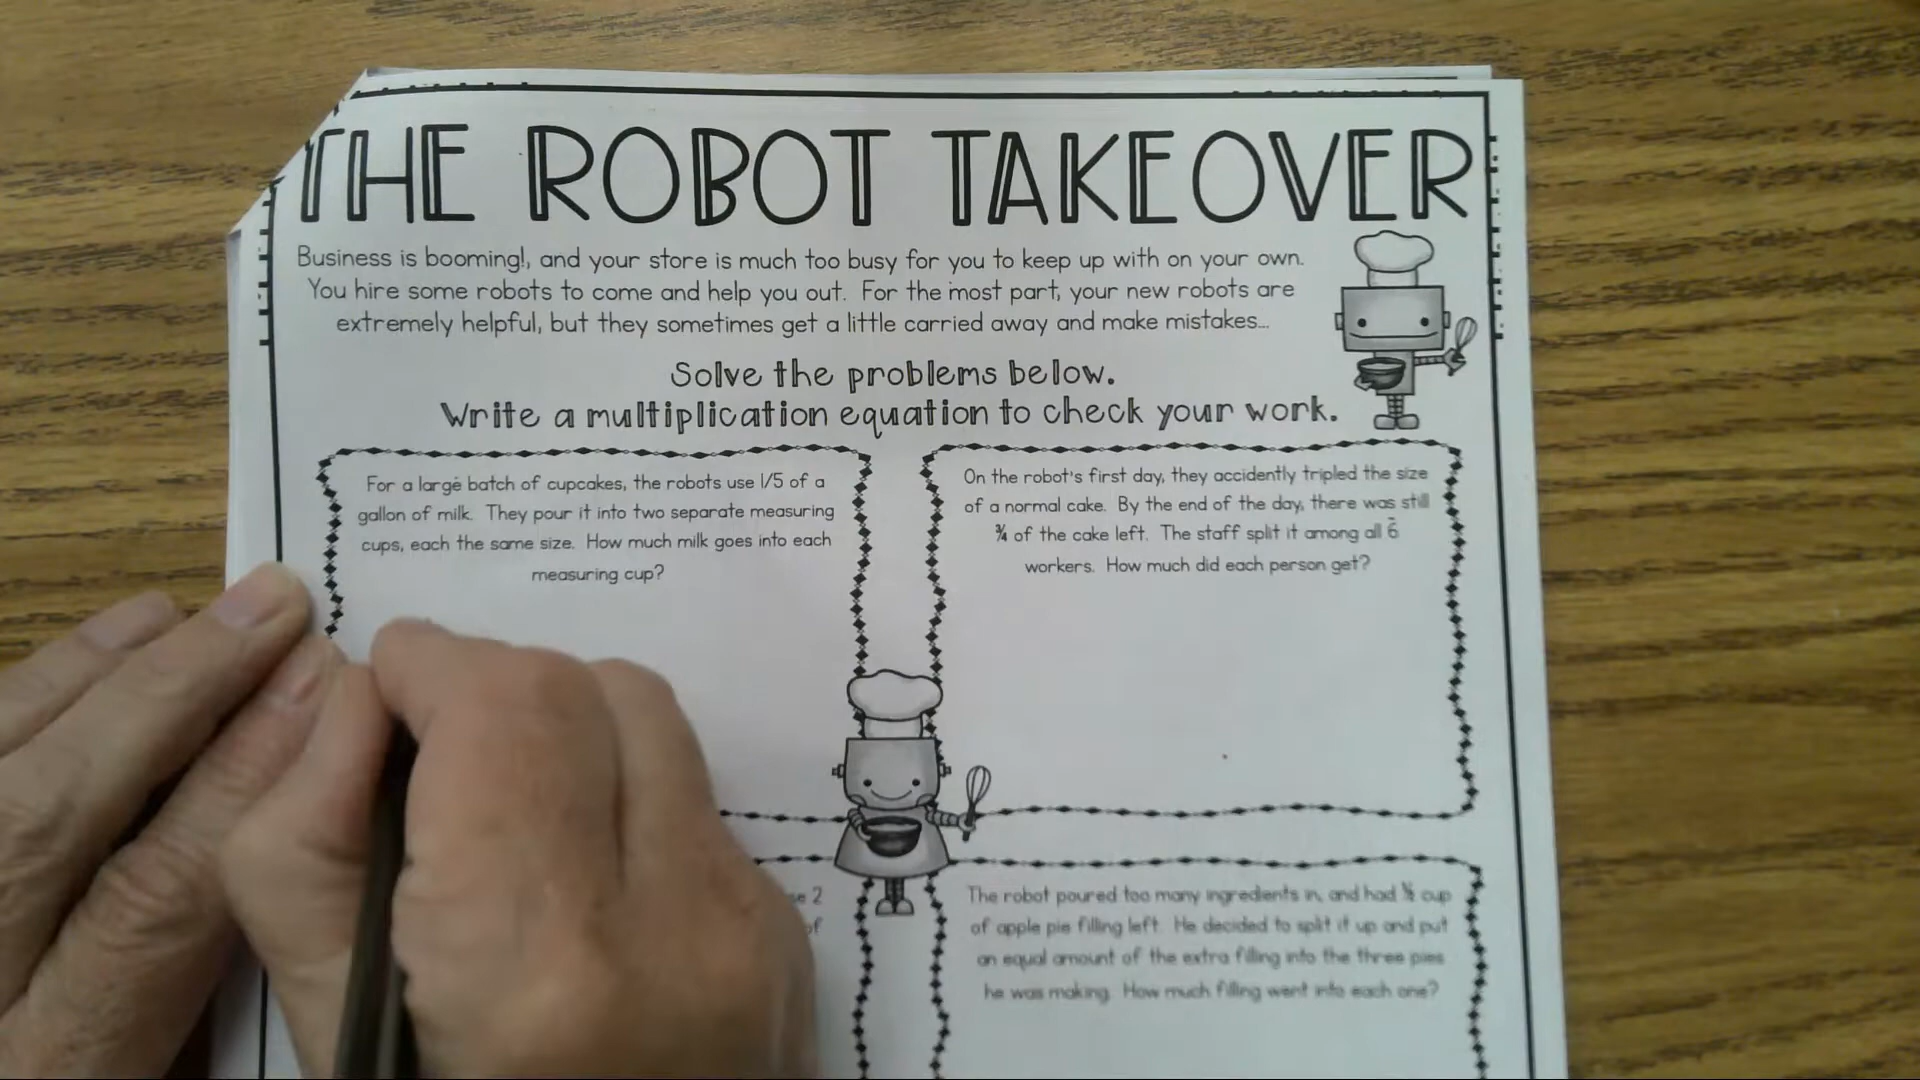 THE ROBOT TAKEOVER
Business is booming!, and your store is much too busy for you to keep up with on your own.
You hire some robots to come and help you out. For the most part, your new robots are
extremely helpful, but they sometimes get a little carried away and make mistakes...
Solve the problems below.
Write a multiplication equation to check your work.
For a large batch of cupcakes, the robots use 1/5 of a
gallon of milk. They pour it into two separate measuring
cups, each the same size. How much milk goes into each
measuring cup?
On the robot's first day, they accidently tripled the size
of a normal cake. By the end of the day, there was still
¾ of the cake left. The staff split it among all 6
workers. How much did each person get?
2
of
The robot poured too many ingredients in, and had cup
of apple pie filling left. He decided to split it up and put
an equal amount of the extra filling into the three pies
he was making. How much filling went into each one?